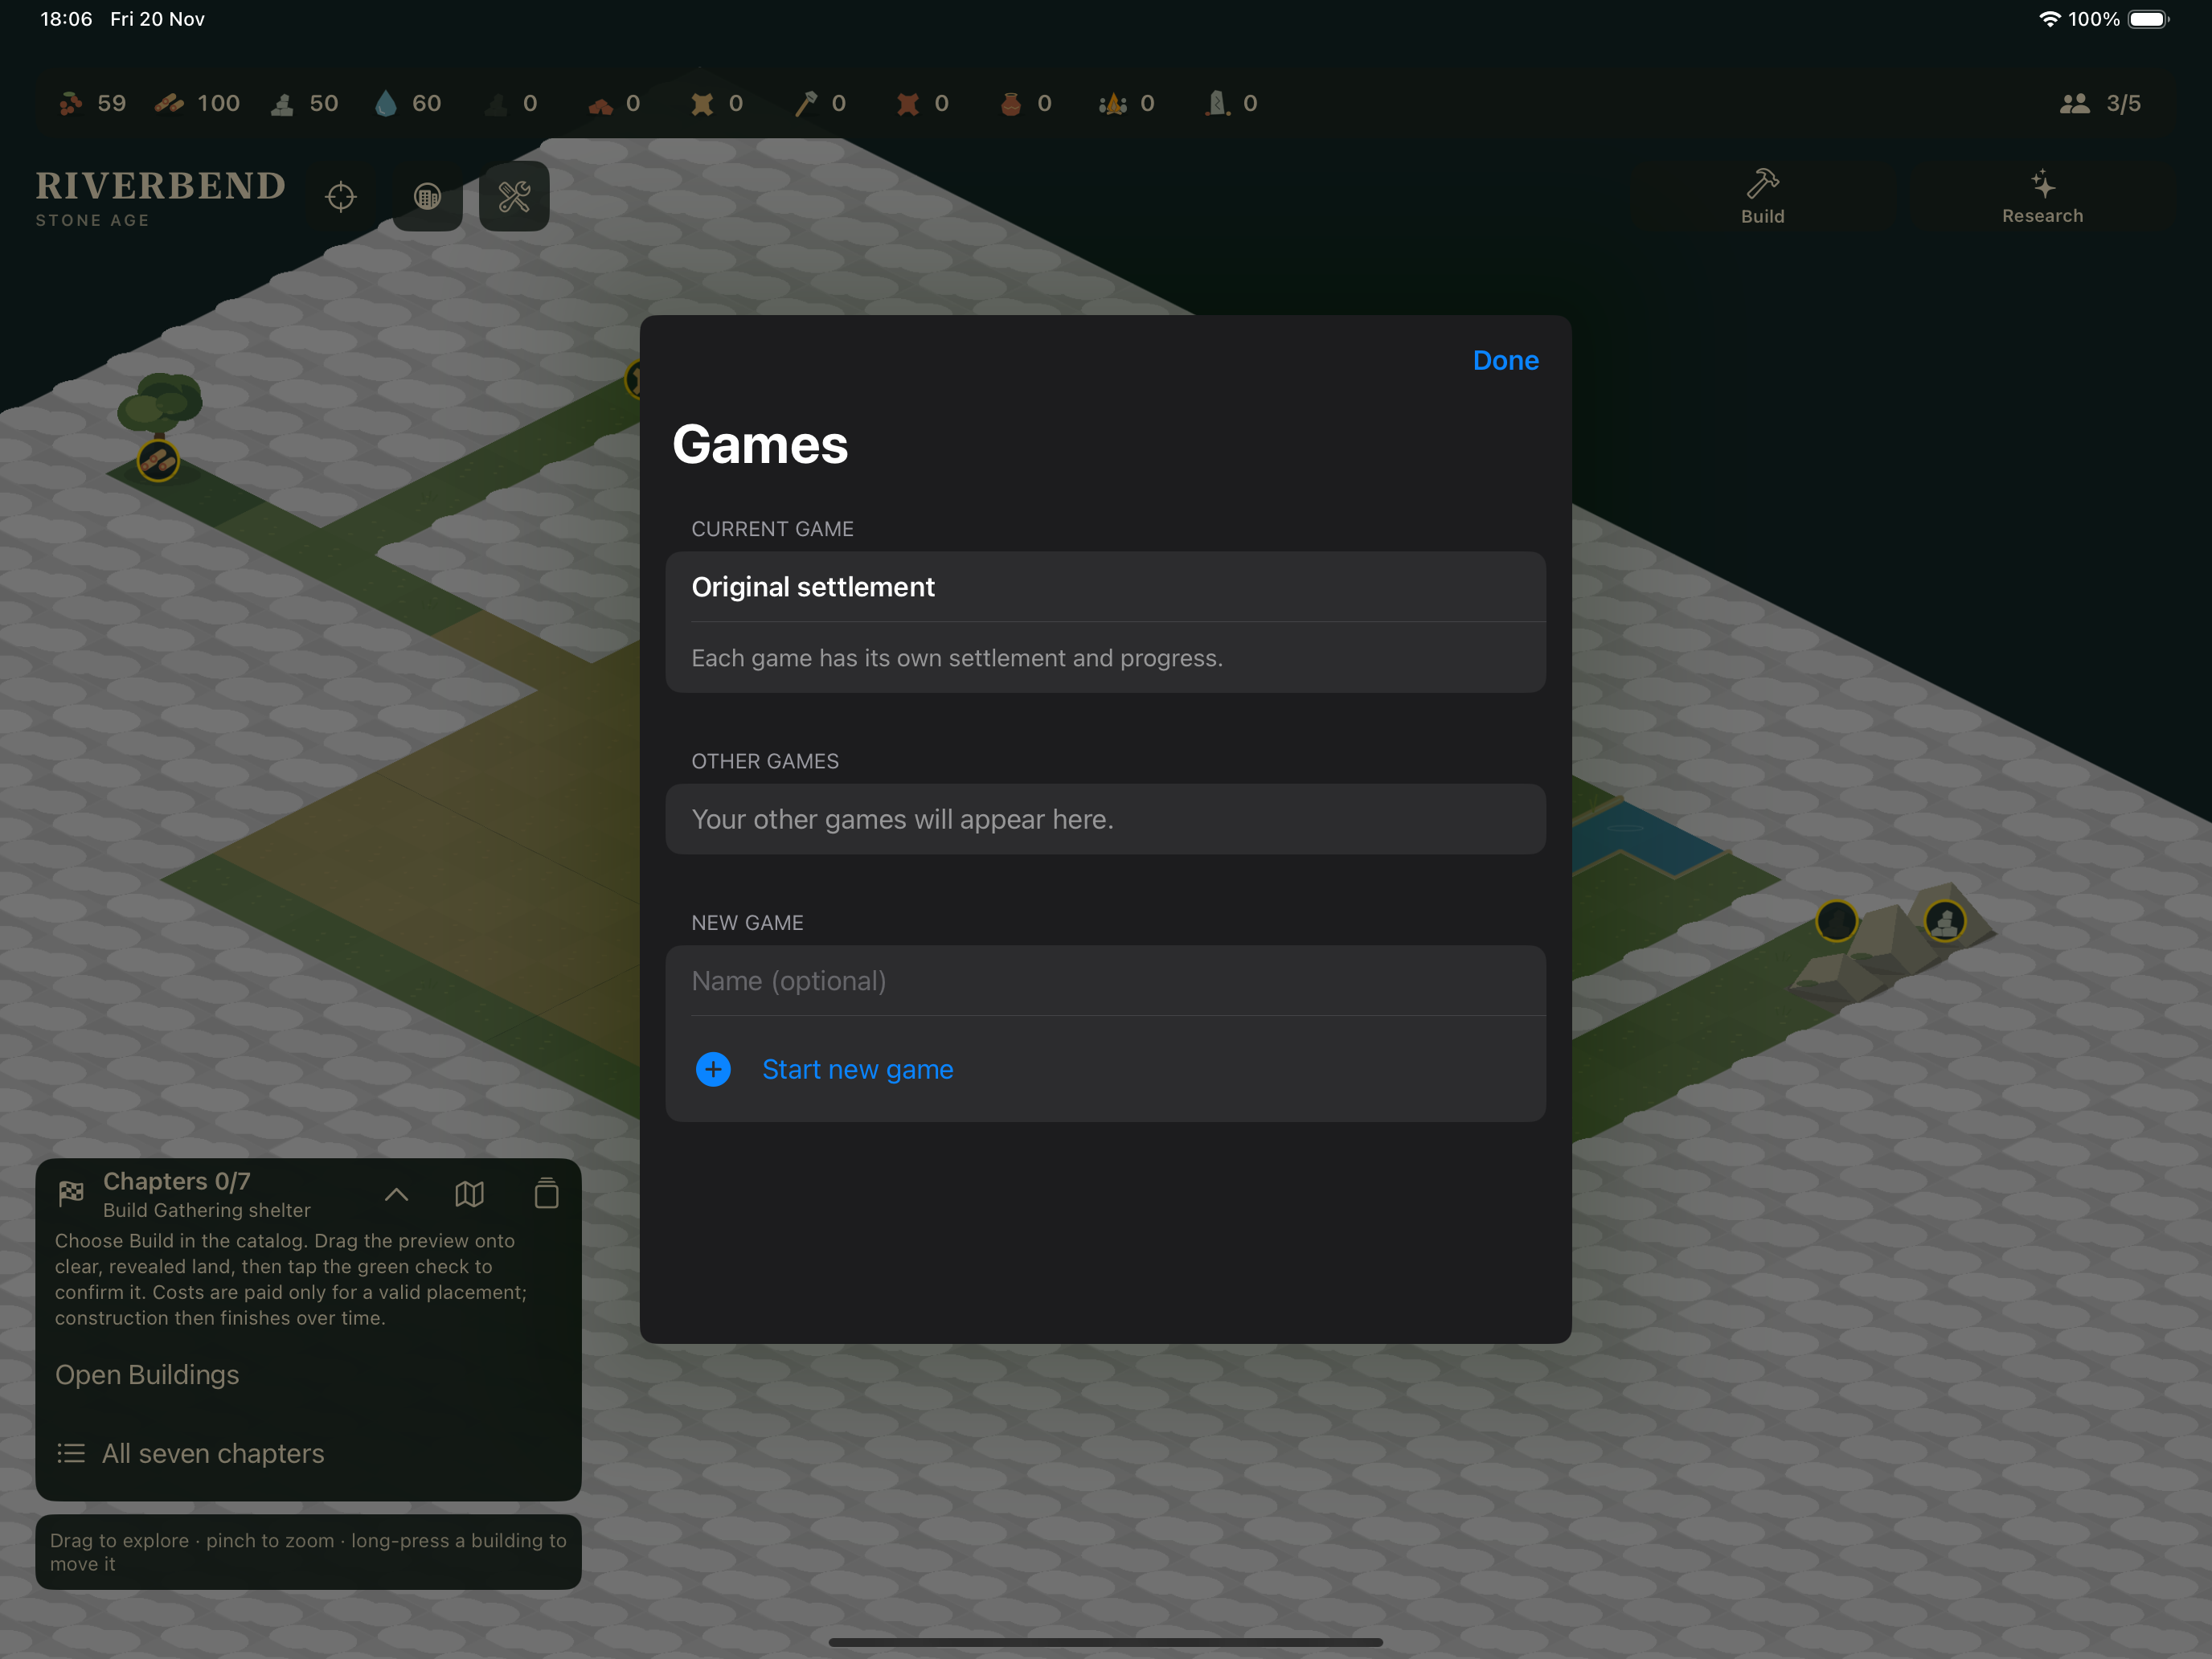 18:06 Fri 20 Nov
100%
59 100 50 60 0 0 0 0 0 0 0 0 3/5
RIVERBEND
STONE AGE
Build
Research
Done
Games
CURRENT GAME
Original settlement
Each game has its own settlement and progress.
OTHER GAMES
Your other games will appear here.
NEW GAME
Name (optional)
Start new game
Chapters 0/7
Build Gathering shelter
Choose Build in the catalog. Drag the preview onto
clear, revealed land, then tap the green check to
confirm it. Costs are paid only for a valid placement;
construction then finishes over time.
Open Buildings
All seven chapters
Drag to explore · pinch to zoom · long-press a building to
move it